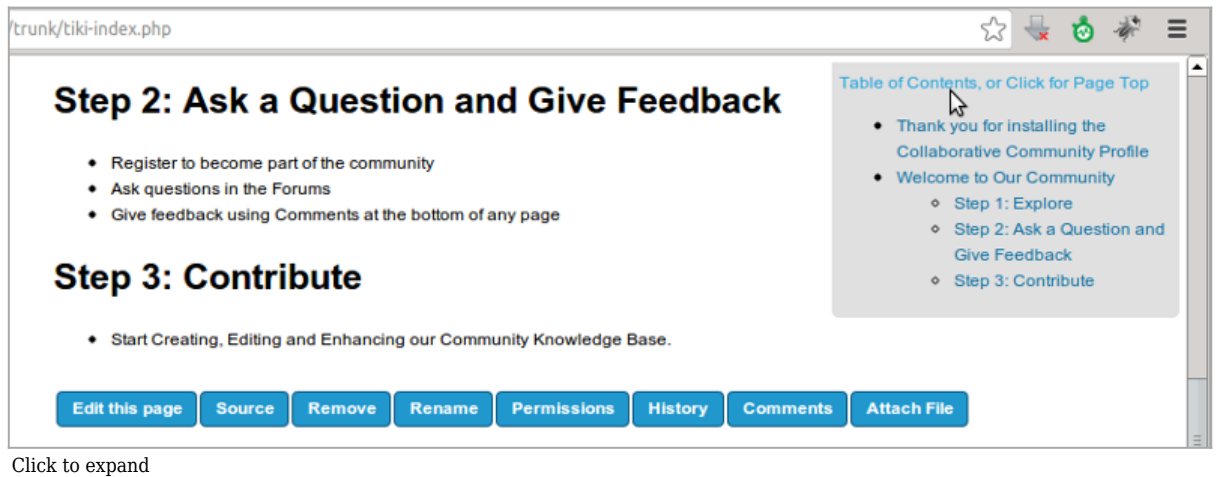 /trunk/tiki-index.php
Step 2: Ask a Question and Give Feedback
Register to become part of the community
Ask questions in the Forums
Give feedback using Comments at the bottom of any page
Step 3: Contribute
Start Creating, Editing and Enhancing our Community Knowledge Base.
Table of Contents, or Click for Page Top
Thank you for installing the
Collaborative Community Profile
Welcome to Our Community
Step 1: Explore
Step 2: Ask a Question and
Give Feedback
Step 3: Contribute
Edit this page Source Remove Rename Permissions History Comments Attach File
Click to expand